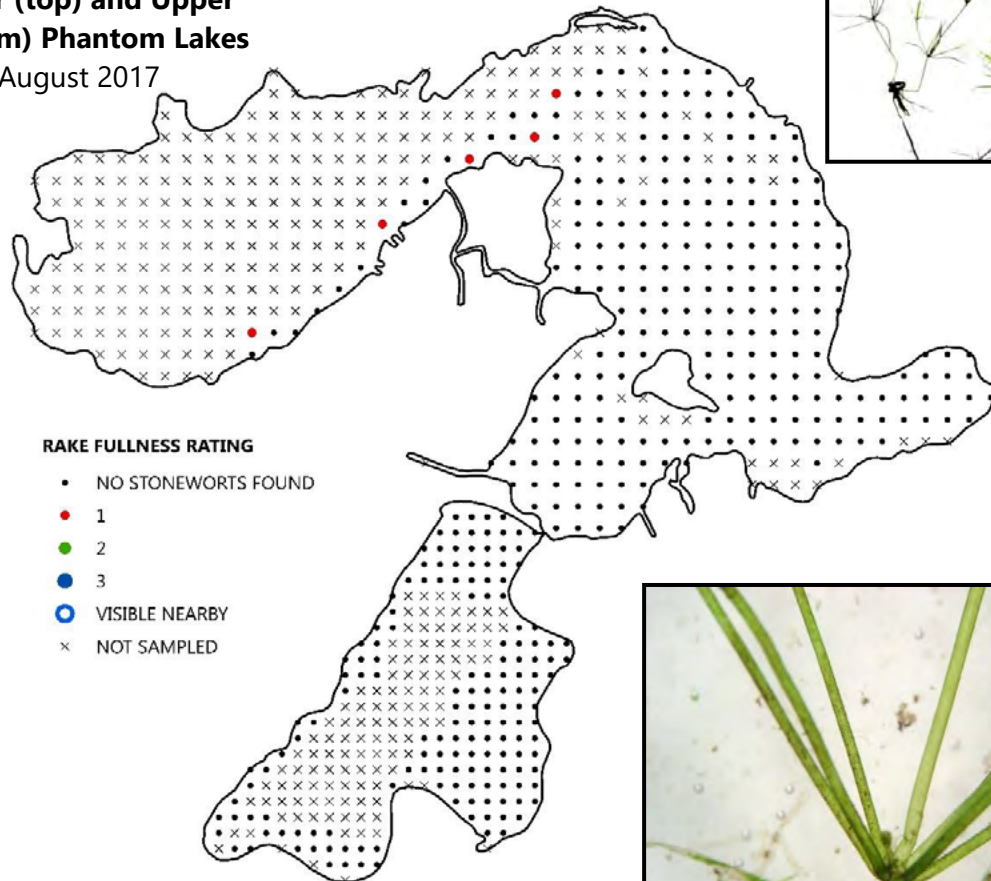 (top) and Upper
Phantom Lakes
August 2017
RAKE FULLNESS RATING
NO STONEWORTS FOUND
1
2
3
VISIBLE NEARBY
NOT SAMPLED